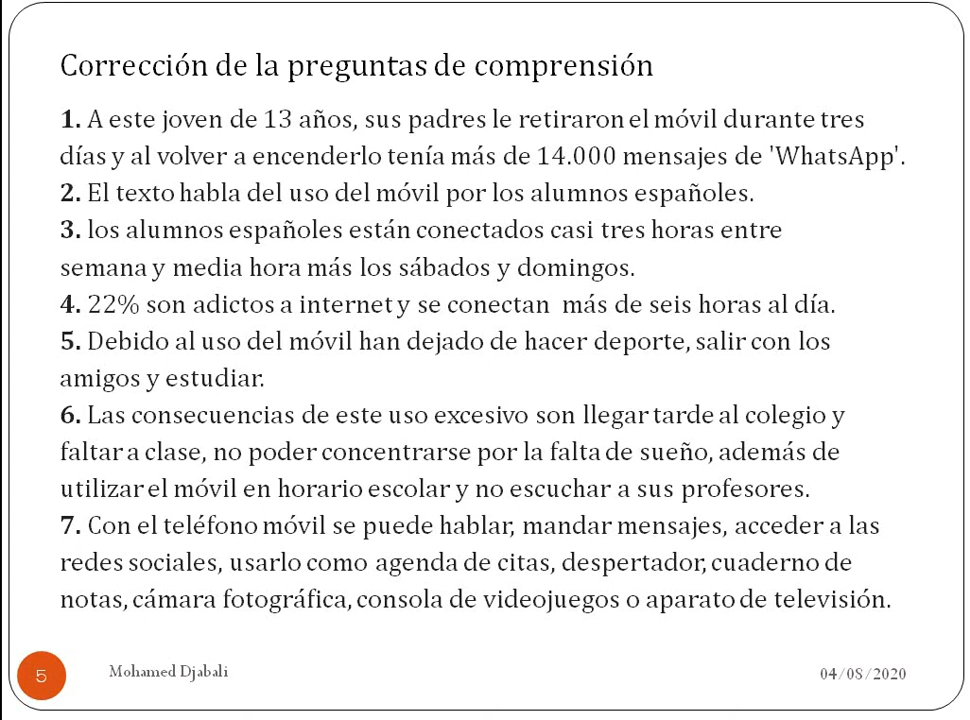 Corrección de la preguntas de comprensión
1. A este joven de 13 años, sus padres le retiraron el móvil durante tres
días y al volver a encenderlo tenía más de 14.000 mensajes de 'WhatsApp'.
2. El texto habla del uso del móvil por los alumnos españoles.
3. los alumnos españoles están conectados casi tres horas entre
semana y media hora más los sábados y domingos.
4. 22% son adictos a internet y se conectan más de seis horas al día.
5. Debido al uso del móvil han dejado de hacer deporte, salir con los
amigos y estudiar.
6. Las consecuencias de este uso excesivo son llegar tarde al colegio y
faltar a clase, no poder concentrarse por la falta de sueño, además de
utilizar el móvil en horario escolar y no escuchar a sus profesores.
7. Con el teléfono móvil se puede hablar, mandar mensajes, acceder a las
redes sociales, usarlo como agenda de citas, despertador, cuaderno de
notas, cámara fotográfica, consola de videojuegos o aparato de televisión.
5
Mohamed Djabali
04/08/2020